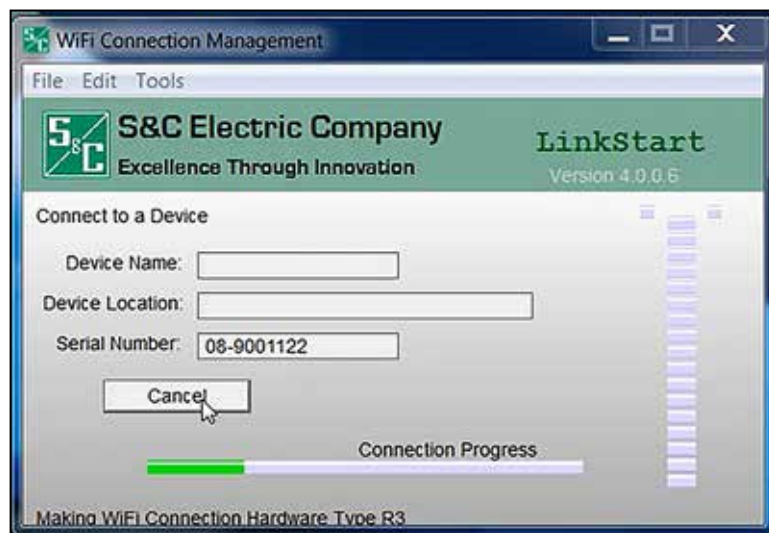 WiFi Connection Management
File Edit Tools
S&C
S&C Electric Company
Excellence Through Innovation
LinkStart
Version 4.0.0.6
Connect to a Device
Device Name:
Device Location:
Serial Number: 08-9001122
Cancel
Connection Progress
Making WiFi Connection Hardware Type R3